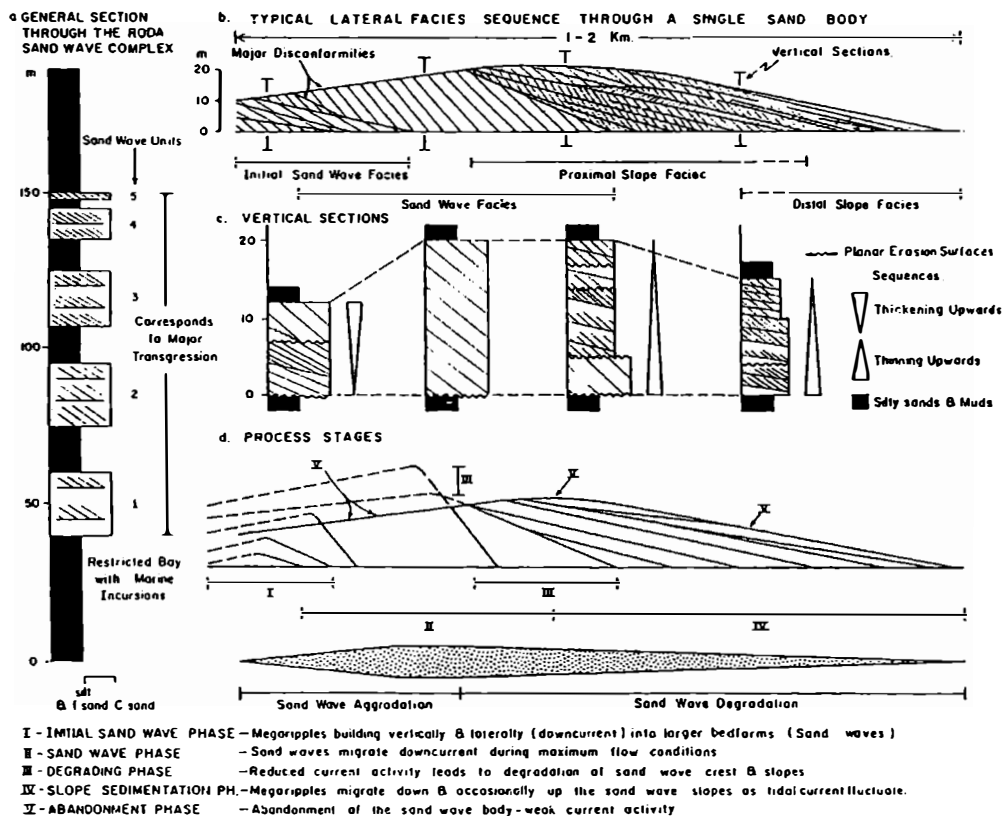 a GENERAL SECTION
THROUGH THE RODA
SAND WAVE COMPLEX
m
Sand Wave Units
150
5
4
3
Corresponds
to Major
Transgression
100
2
50
1
Restricted Bay
with Marine
Incursions
0
silt
& f sand C sand
b. TYPICAL LATERAL FACIES SEQUENCE THROUGH A SINGLE SAND BODY
1-2 Km.
m
Major Disconformities
Vertical Sections
20
10
0
Initial Sand Wave Facies
Proximal Slope Facies
Sand Wave Facies
Distal Slope Facies
c. VERTICAL SECTIONS
20
10
0
Planar Erosion Surfaces
Sequences
Thickening Upwards
Thinning Upwards
Silty sands & Muds
d. PROCESS STAGES
V
III
V
V
I
III
II
IV
Sand Wave Aggradation
Sand Wave Degradation
I - INITIAL SAND WAVE PHASE - Megaripples building vertically & laterally (downcurrent) into larger bedforms (Sand waves)
II - SAND WAVE PHASE - Sand waves migrate downcurrent during maximum flow conditions
III - DEGRADING PHASE - Reduced current activity leads to degradation of sand wave crest & slopes
IV - SLOPE SEDIMENTATION PH. - Megaripples migrate down & occasionally up the sand wave slopes as tidal current fluctuate.
V - ABANDONMENT PHASE - Abandonment of the sand wave body - weak current activity